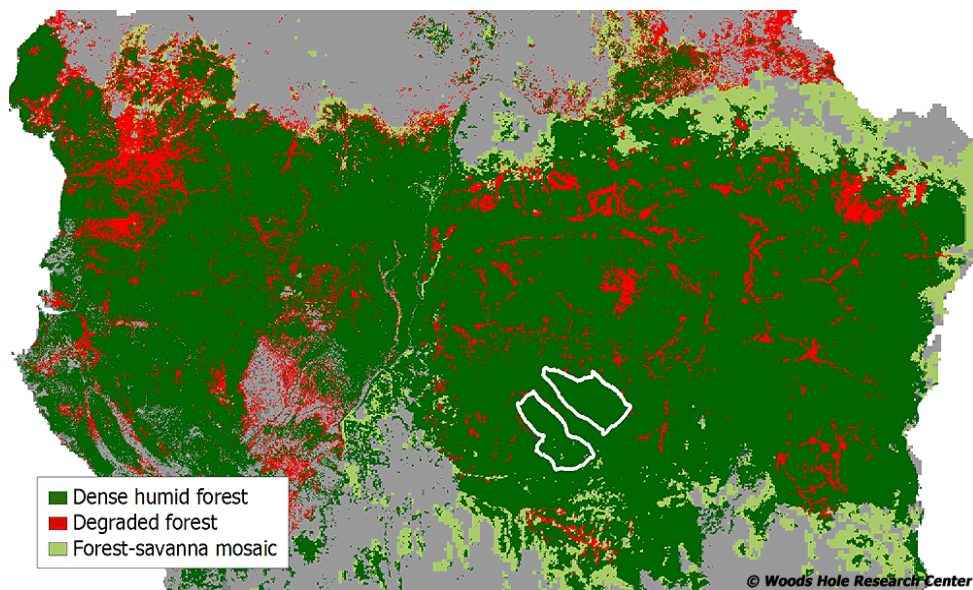 Dense humid forest
Degraded forest
Forest-savanna mosaic
© Woods Hole Research Center